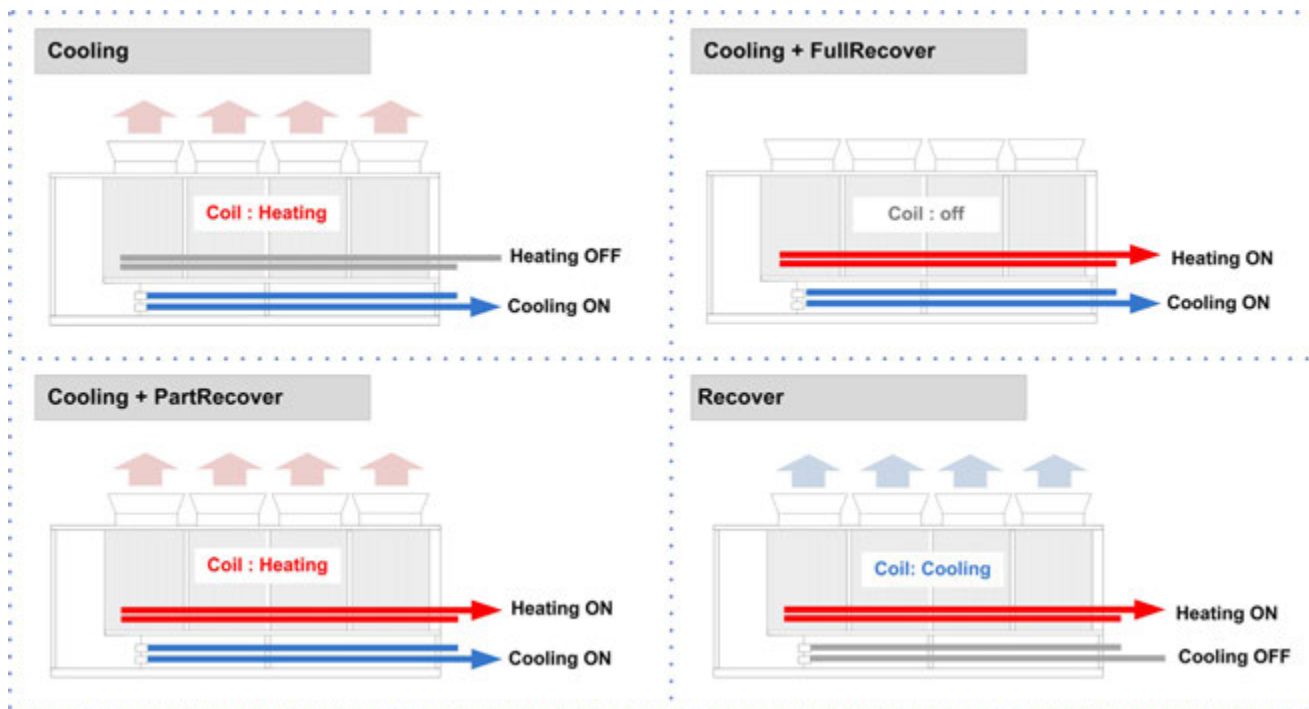 Cooling
Coil : Heating
Heating OFF
Cooling ON
Cooling + FullRecover
Coil : off
Heating ON
Cooling ON
Cooling + PartRecover
Coil : Heating
Heating ON
Cooling ON
Recover
Coil: Cooling
Heating ON
Cooling OFF